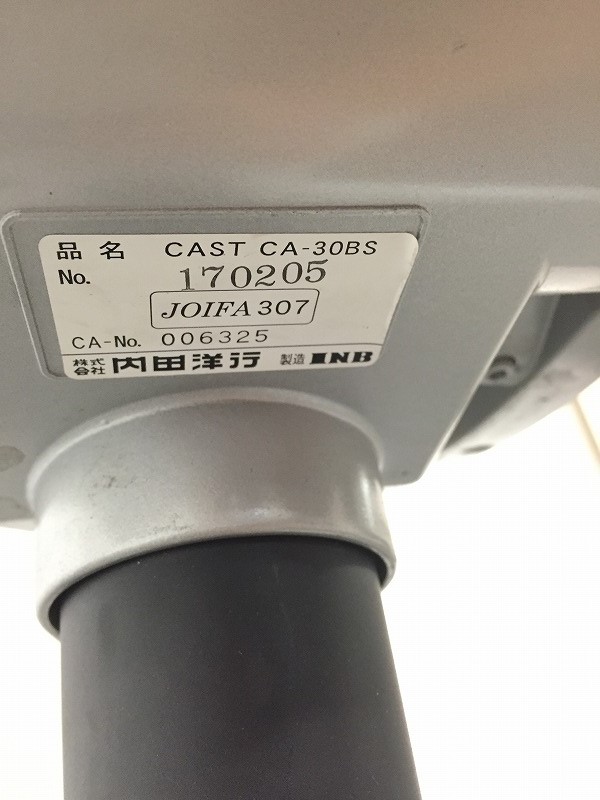 品名 CAST CA-30BS
No. 170205
JOIFA 307
CA-No. 006325
株式会社 内田洋行 製造 INB